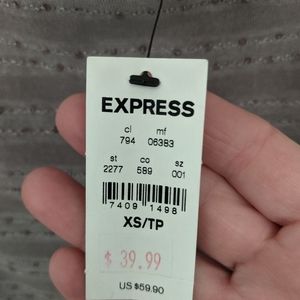 EXPRESS
cl mf
794 06383
st co sz
2277 589 001
7409 1498
XS/TP
$ 39.99
US $59.90